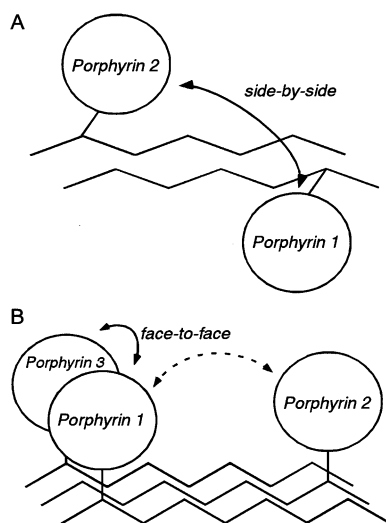 A
Porphyrin 2
side-by-side
Porphyrin 1
B
face-to-face
Porphyrin 3
Porphyrin 1
Porphyrin 2